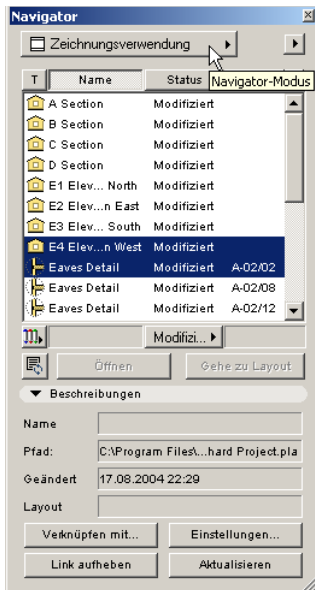 Navigator
Zeichnungsverwendung
T Name Status
Navigator-Modus
A Section Modifiziert
B Section Modifiziert
C Section Modifiziert
D Section Modifiziert
E1 Elev... North Modifiziert
E2 Elev...n East Modifiziert
E3 Elev... South Modifiziert
E4 Elev...n West Modifiziert
Eaves Detail Modifiziert A-02/02
Eaves Detail Modifiziert A-02/08
Eaves Detail Modifiziert A-02/12
Modifizi...
Öffnen Gehe zu Layout
Beschreibungen
Name
Pfad: C:\Program Files\...hard Project.pla
Geändert 17.08.2004 22:29
Layout
Verknüpfen mit... Einstellungen...
Link aufheben Aktualisieren